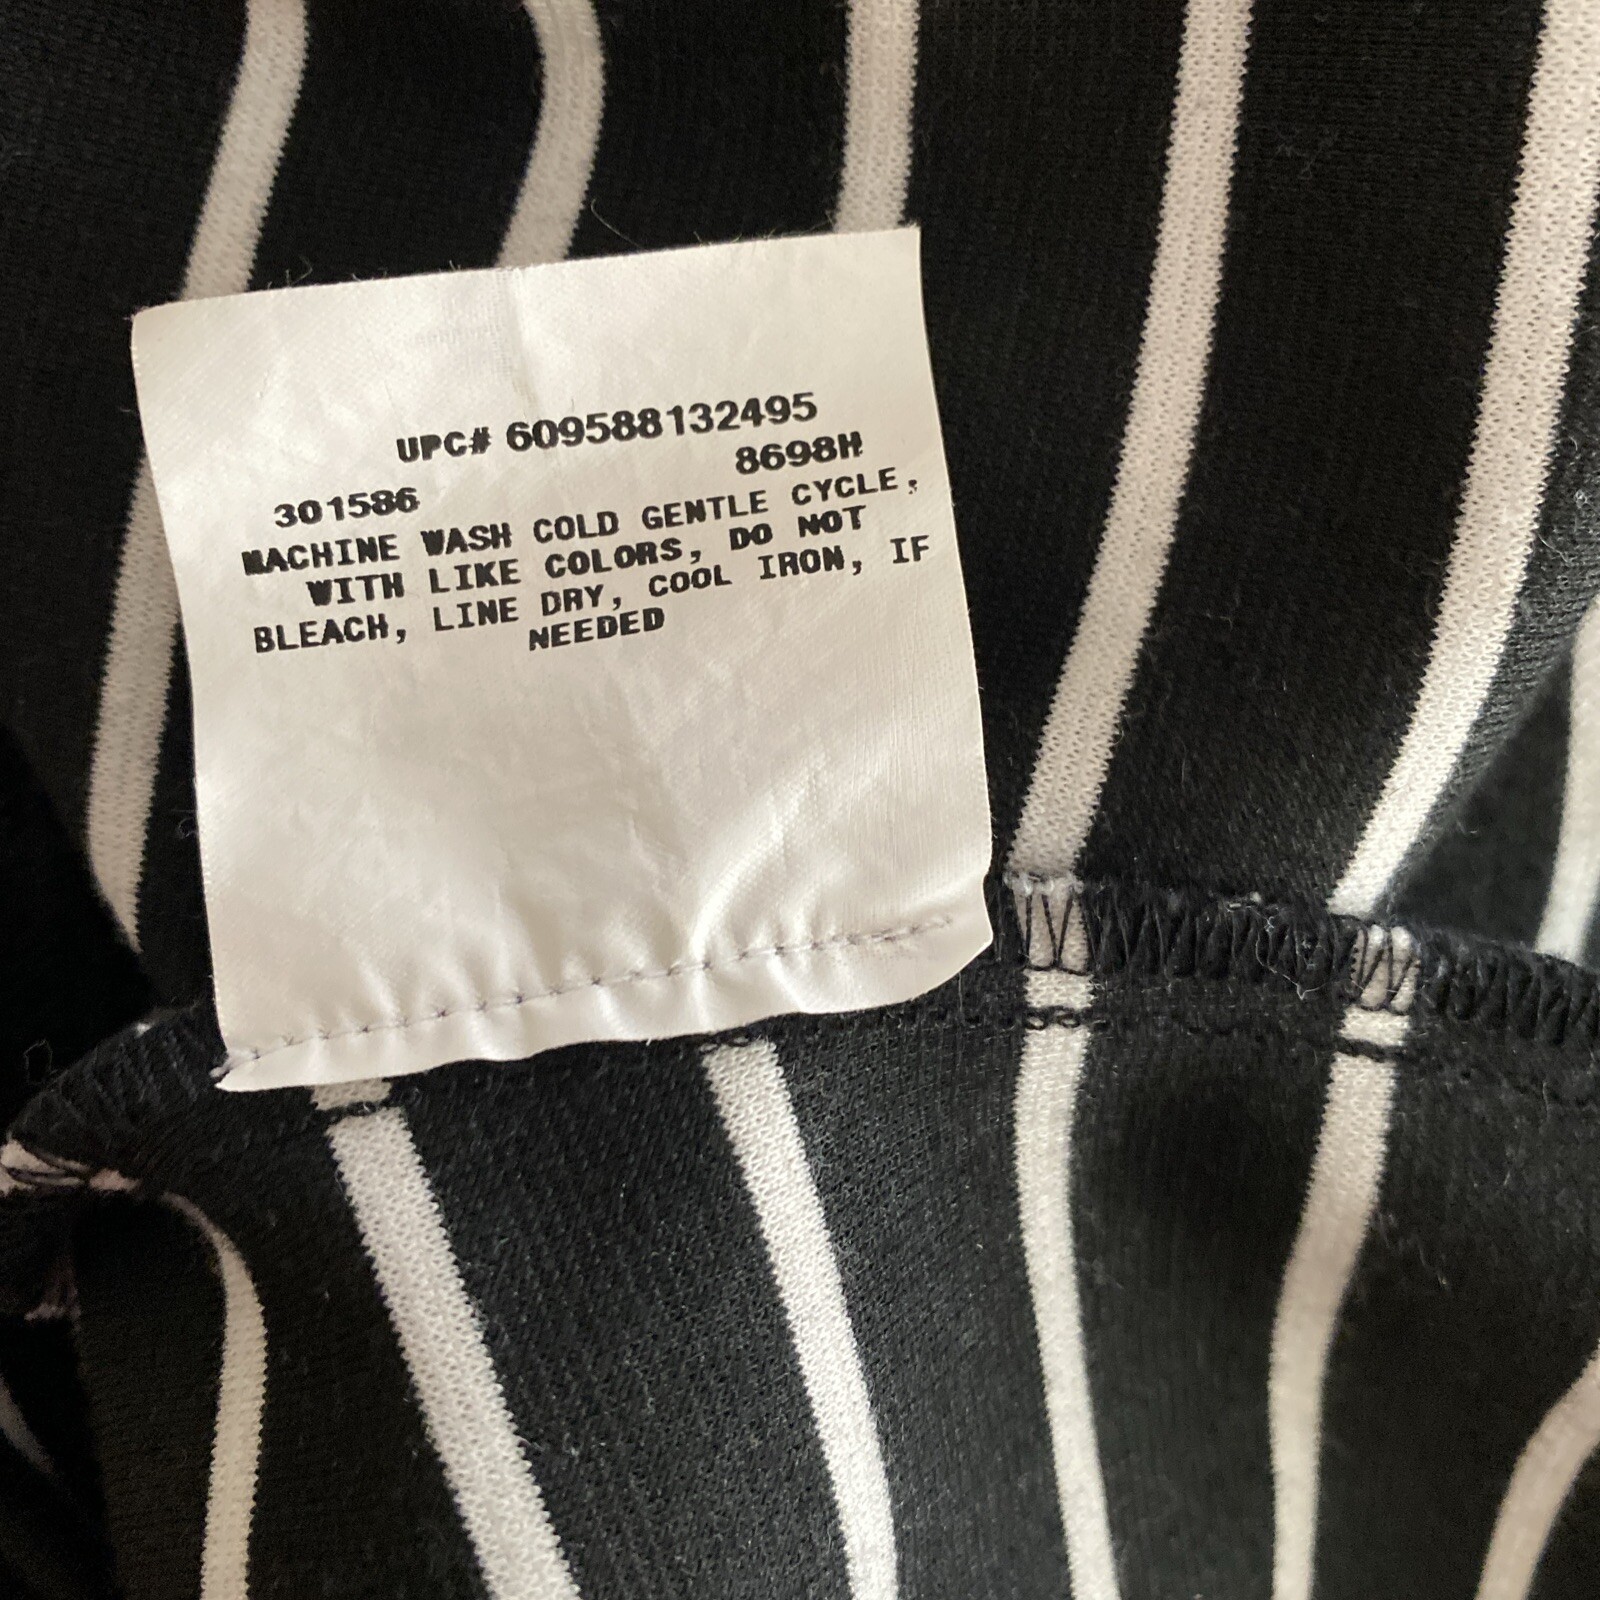 UPC# 609588132495
8698H
301586
MACHINE WASH COLD GENTLE CYCLE,
WITH LIKE COLORS, DO NOT
BLEACH, LINE DRY, COOL IRON, IF
NEEDED